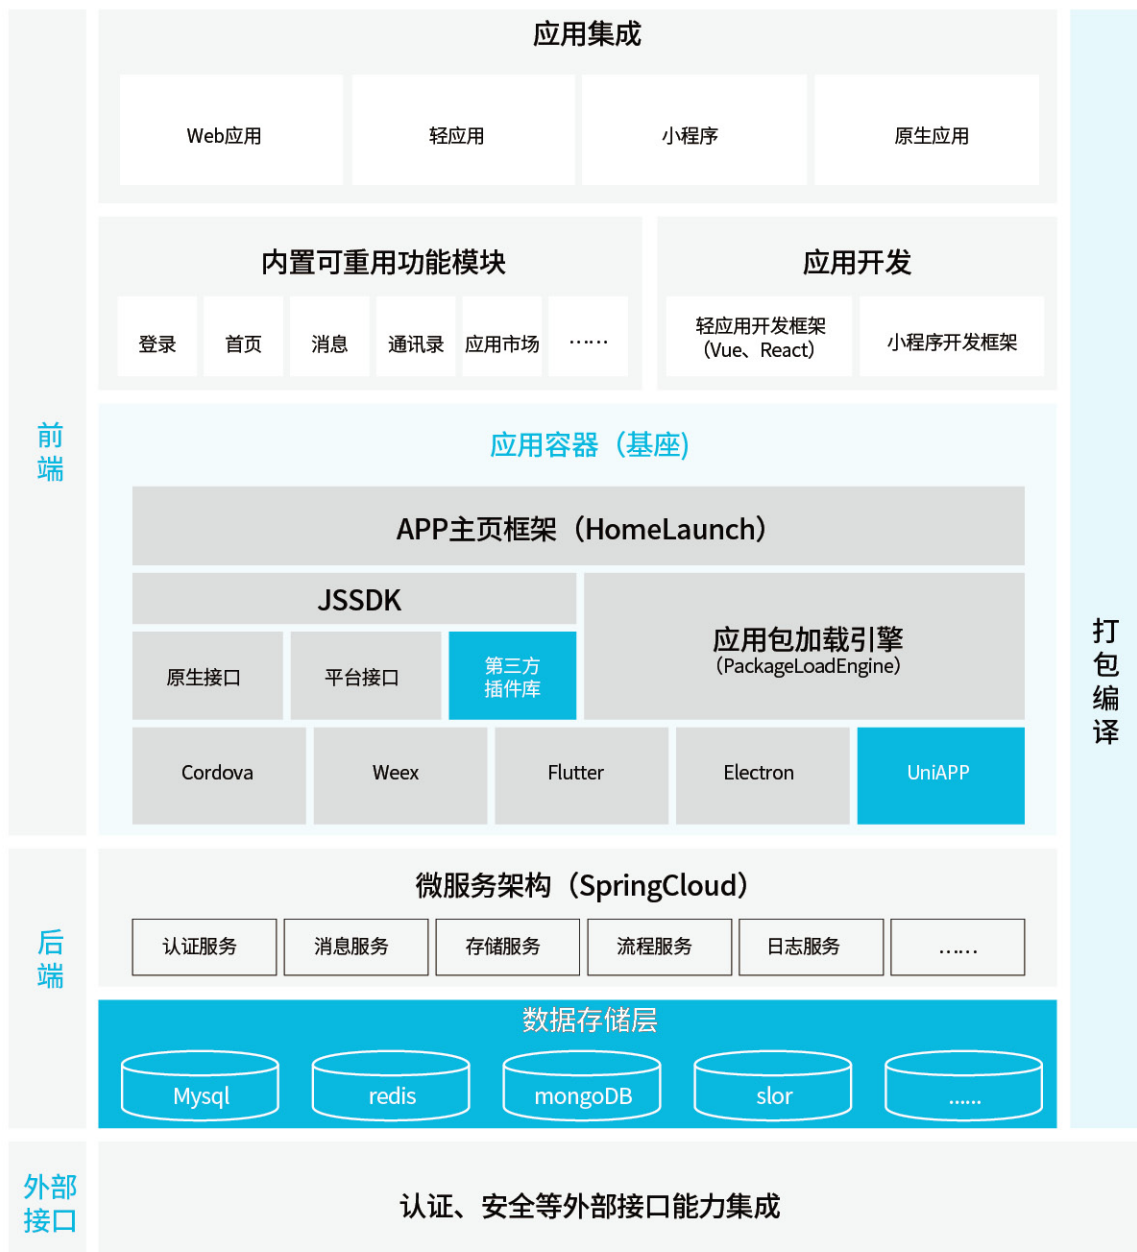 应用集成
Web应用
轻应用
小程序
原生应用
内置可重用功能模块
登录
首页
消息
通讯录
应用市场
……
应用开发
轻应用开发框架
（Vue、React）
小程序开发框架
前
端
应用容器（基座)
APP主页框架（HomeLaunch）
JSSDK
原生接口
平台接口
第三方
插件库
应用包加载引擎
（PackageLoadEngine）
Cordova
Weex
Flutter
Electron
UniAPP
打
包
编
译
后
端
微服务架构（SpringCloud）
认证服务
消息服务
存储服务
流程服务
日志服务
……
数据存储层
Mysql
redis
mongoDB
slor
......
外部
接口
认证、安全等外部接口能力集成